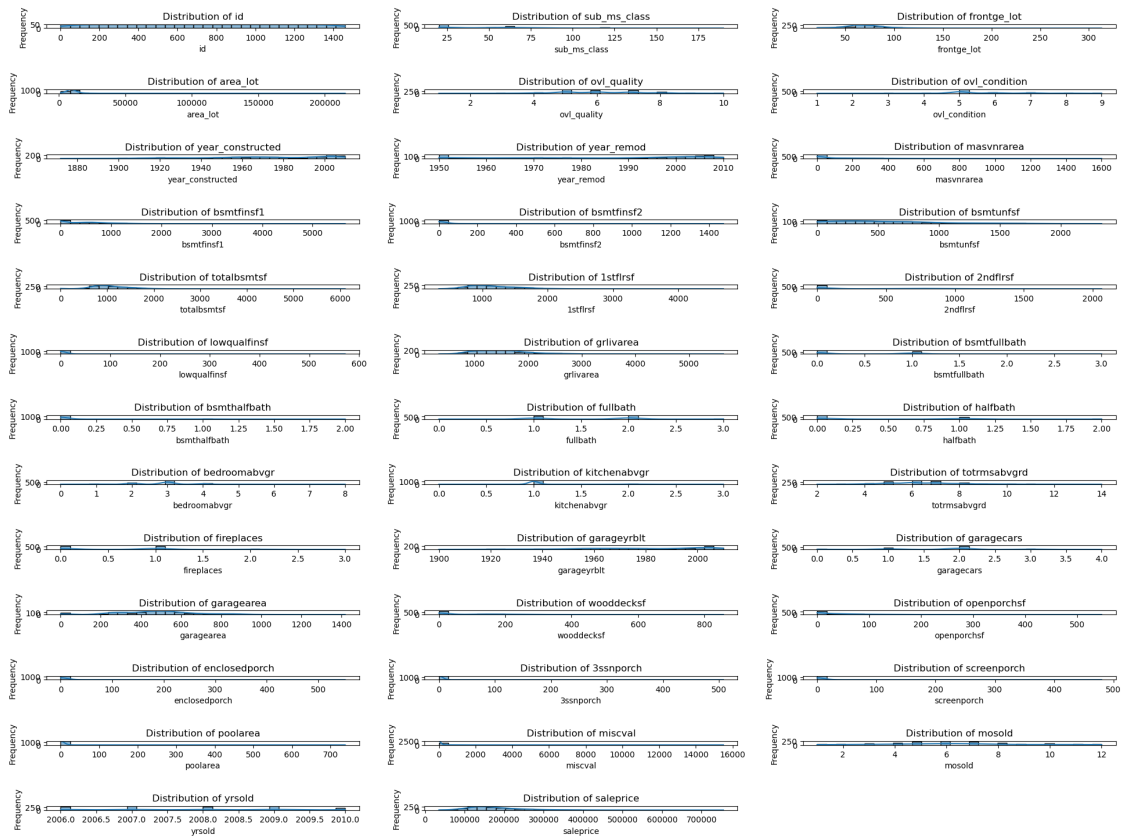 Distribution of id
Frequency
50
0
0 200 400 600 800 1000 1200 1400
id
Distribution of sub_ms_class
Frequency
500
0
25 50 75 100 125 150 175
sub_ms_class
Distribution of frontge_lot
Frequency
250
0
50 100 150 200 250 300
frontge_lot
Distribution of area_lot
Frequency
1000
0
0 50000 100000 150000 200000
area_lot
Distribution of ovl_quality
Frequency
250
0
2 4 6 8 10
ovl_quality
Distribution of ovl_condition
Frequency
500
0
1 2 3 4 5 6 7 8 9
ovl_condition
Distribution of year_constructed
Frequency
200
0
1880 1900 1920 1940 1960 1980 2000
year_constructed
Distribution of year_remod
Frequency
100
0
1950 1960 1970 1980 1990 2000 2010
year_remod
Distribution of masvnrarea
Frequency
500
0
0 200 400 600 800 1000 1200 1400 1600
masvnrarea
Distribution of bsmtfinsf1
Frequency
500
0
0 1000 2000 3000 4000 5000
bsmtfinsf1
Distribution of bsmtfinsf2
Frequency
1000
0
0 200 400 600 800 1000 1200 1400
bsmtfinsf2
Distribution of bsmtunfsf
Frequency
100
0
0 500 1000 1500 2000
bsmtunfsf
Distribution of totalbsmtsf
Frequency
250
0
0 1000 2000 3000 4000 5000 6000
totalbsmtsf
Distribution of 1stflrsf
Frequency
250
0
1000 2000 3000 4000
1stflrsf
Distribution of 2ndflrsf
Frequency
500
0
0 500 1000 1500 2000
2ndflrsf
Distribution of lowqualfinsf
Frequency
1000
0
0 100 200 300 400 500 600
lowqualfinsf
Distribution of grlivarea
Frequency
200
0
1000 2000 3000 4000 5000
grlivarea
Distribution of bsmtfullbath
Frequency
500
0
0.0 0.5 1.0 1.5 2.0 2.5 3.0
bsmtfullbath
Distribution of bsmthalfbath
Frequency
1000
0
0.00 0.25 0.50 0.75 1.00 1.25 1.50 1.75 2.00
bsmthalfbath
Distribution of fullbath
Frequency
500
0
0.0 0.5 1.0 1.5 2.0 2.5 3.0
fullbath
Distribution of halfbath
Frequency
500
0
0.00 0.25 0.50 0.75 1.00 1.25 1.50 1.75 2.00
halfbath
Distribution of bedroomabvgr
Frequency
500
0
0 1 2 3 4 5 6 7 8
bedroomabvgr
Distribution of kitchenabvgr
Frequency
1000
0
0.0 0.5 1.0 1.5 2.0 2.5 3.0
kitchenabvgr
Distribution of totrmsabvgrd
Frequency
250
0
2 4 6 8 10 12 14
totrmsabvgrd
Distribution of fireplaces
Frequency
500
0
0.0 0.5 1.0 1.5 2.0 2.5 3.0
fireplaces
Distribution of garageyrblt
Frequency
200
0
1900 1920 1940 1960 1980 2000
garageyrblt
Distribution of garagecars
Frequency
500
0
0.0 0.5 1.0 1.5 2.0 2.5 3.0 3.5 4.0
garagecars
Distribution of garagearea
Frequency
100
0
0 200 400 600 800 1000 1200 1400
garagearea
Distribution of wooddecksf
Frequency
500
0
0 200 400 600 800
wooddecksf
Distribution of openporchsf
Frequency
500
0
0 100 200 300 400 500
openporchsf
Distribution of enclosedporch
Frequency
1000
0
0 100 200 300 400 500
enclosedporch
Distribution of 3ssnporch
Frequency
1000
0
0 100 200 300 400 500
3ssnporch
Distribution of screenporch
Frequency
1000
0
0 100 200 300 400 500
screenporch
Distribution of poolarea
Frequency
1000
0
0 100 200 300 400 500 600 700
poolarea
Distribution of miscval
Frequency
2500
0
0 2000 4000 6000 8000 10000 12000 14000 16000
miscval
Distribution of mosold
Frequency
250
0
2 4 6 8 10 12
mosold
Distribution of yrsold
Frequency
250
0
2006.0 2006.5 2007.0 2007.5 2008.0 2008.5 2009.0 2009.5 2010.0
yrsold
Distribution of saleprice
Frequency
250
0
0 100000 200000 300000 400000 500000 600000 700000
saleprice